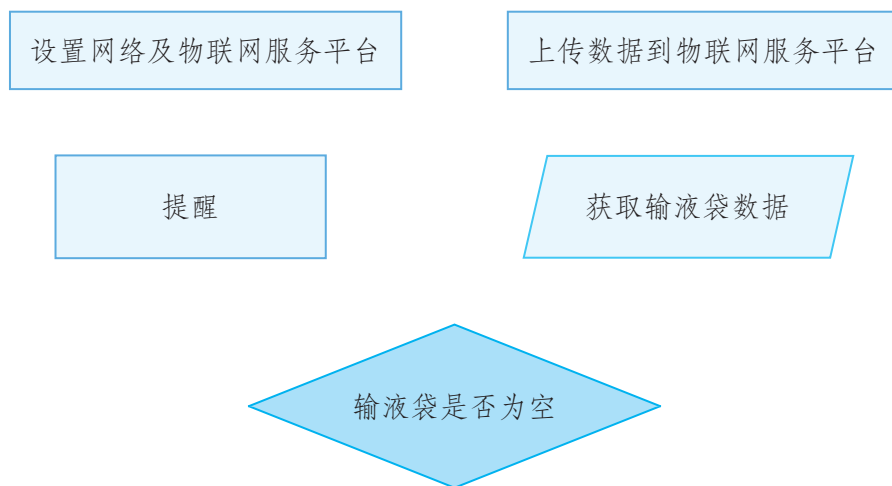 设置网络及物联网服务平台
上传数据到物联网服务平台
提醒
获取输液袋数据
输液袋是否为空